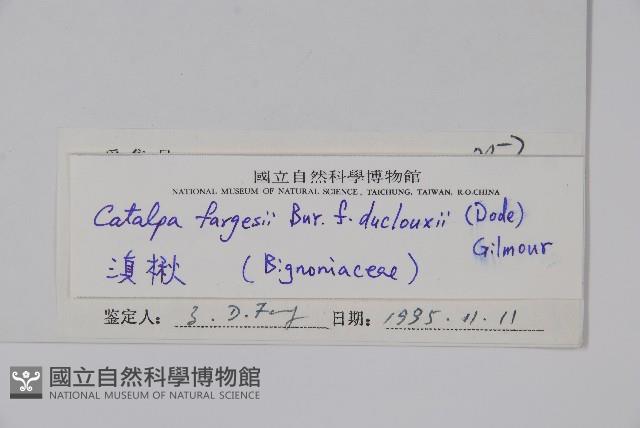 國立自然科學博物館
NATIONAL MUSEUM OF NATURAL SCIENCE, TAICHUNG, TAIWAN, R.O.CHINA
Catalpa fargesii Bur. f. duclouxii (Dode)
Gilmour
滇楸 (Bignoniaceae)
鉴定人: Z. D. Fang 日期: 1995. 11. 11
國立自然科學博物館
NATIONAL MUSEUM OF NATURAL SCIENCE